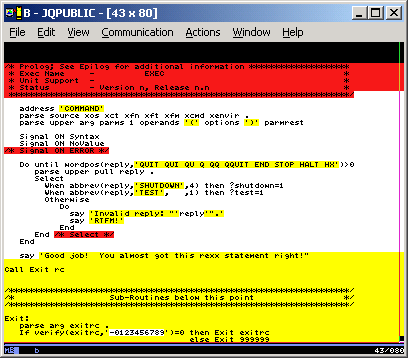 B - JQPUBLIC - [43 x 80]
File Edit View Communication Actions Window Help
/* Prolog; See Epilog for additional information ********************
 * Exec Name     -         EXEC                                     *
 * Unit Support  -                                                  *
 * Status        - Version n, Release n.n                           *
 ********************************************************************/
address 'COMMAND'
parse source xos xct xfn xft xfm xcmd xenvir .
parse upper arg parms 1 operands '(' options ')' parmrest
Signal ON Syntax
Signal ON NoValue
/* Signal ON ERROR */
Do until wordpos(reply,'QUIT QUI QU Q QQ QQUIT END STOP HALT HX')>0
parse upper pull reply .
Select
When abbrev(reply,'SHUTDOWN',4) then ?shutdown=1
When abbrev(reply,'TEST',   ,1) then ?test=1
Otherwise
Do
say 'Invalid reply: "'reply'".'
say 'RTFM!'
End
End /* Select */
End
say 'Good job!  You almost got this rexx statement right!"
Call Exit rc
/********************************************************************/
/*                Sub-Routines below this point                     */
/********************************************************************/
Exit:
parse arg exitrc .
If verify(exitrc,'-0123456789')=0 then Exit exitrc
else Exit 999999
MA b 43/080